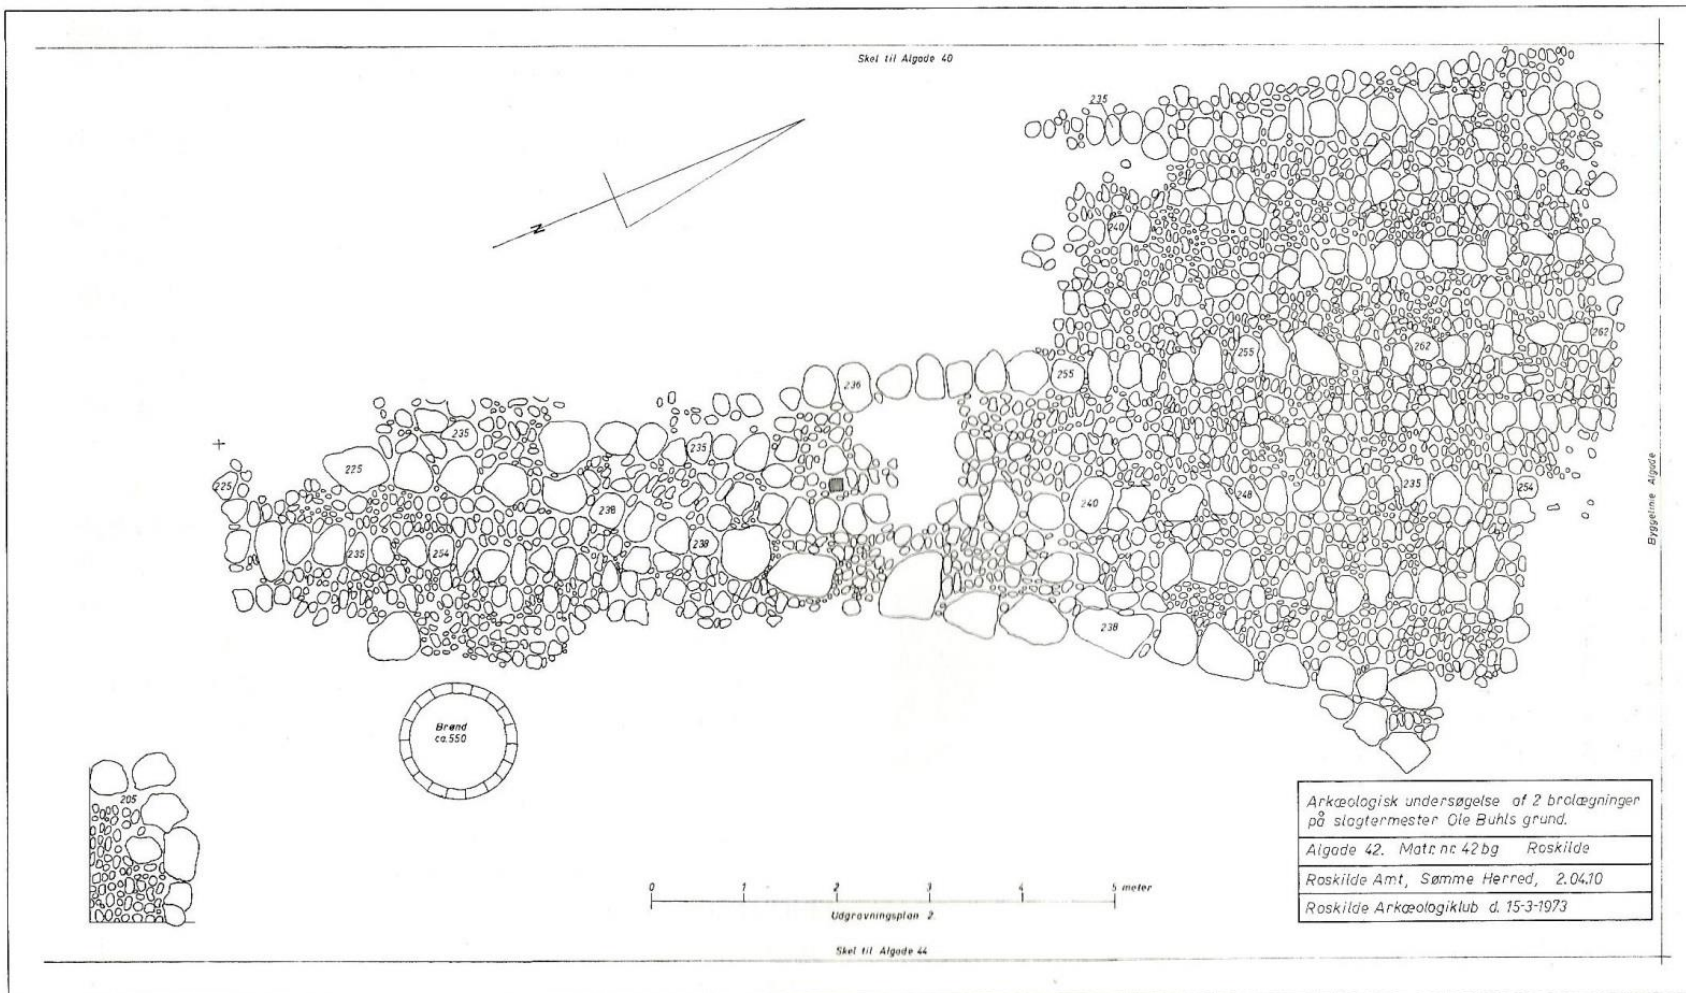 Skel til Algade 40
235
240
N
262
255
262
236
255
235
235
225
225
240
248
235
254
238
235
254
238
238
Byggelinie Algade
Brønd
ca. 550
205
Arkæologisk undersøgelse af 2 brolægninger
på slagtermester Ole Buhls grund.
Algade 42. Matr. nr. 42 bg Roskilde
Roskilde Amt, Sømme Herred, 2.04.10
Roskilde Arkæologiklub d. 15-3-1973
0 1 2 3 4 5 meter
Udgravningsplan 2.
Skel til Algade 44